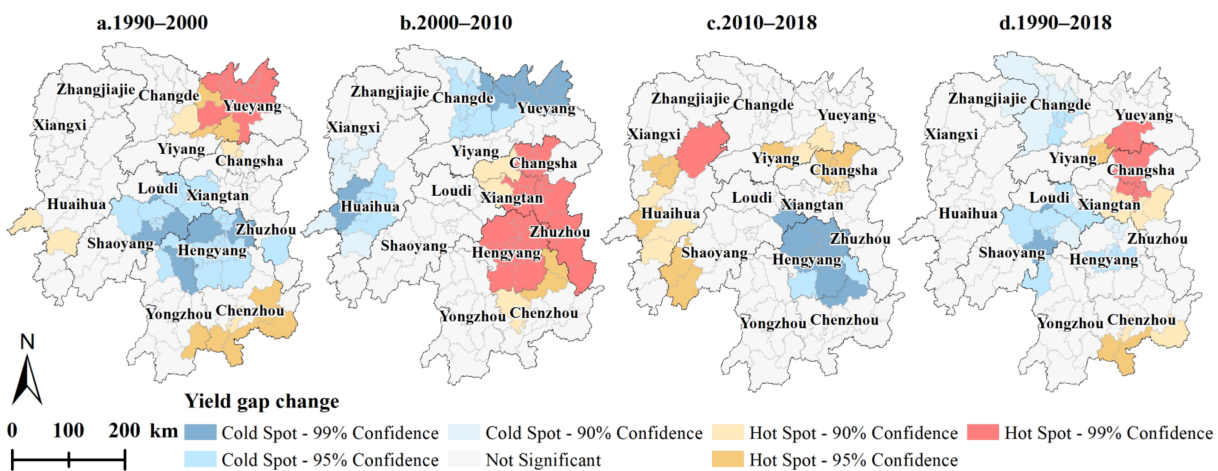 a.1990–2000
b.2000–2010
c.2010–2018
d.1990–2018
Zhangjiajie
Changde
Yueyang
Xiangxi
Yiyang
Changsha
Loudi
Xiangtan
Huaihua
Zhuzhou
Shaoyang
Hengyang
Yongzhou
Chenzhou
Zhangjiajie
Changde
Yueyang
Xiangxi
Yiyang
Changsha
Loudi
Xiangtan
Huaihua
Zhuzhou
Shaoyang
Hengyang
Yongzhou
Chenzhou
Zhangjiajie
Changde
Yueyang
Xiangxi
Yiyang
Changsha
Loudi
Xiangtan
Huaihua
Zhuzhou
Shaoyang
Hengyang
Yongzhou
Chenzhou
Zhangjiajie
Changde
Yueyang
Xiangxi
Yiyang
Changsha
Loudi
Xiangtan
Huaihua
Zhuzhou
Shaoyang
Hengyang
Yongzhou
Chenzhou
N
0 100 200 km
Yield gap change
Cold Spot - 99% Confidence
Cold Spot - 90% Confidence
Hot Spot - 90% Confidence
Hot Spot - 99% Confidence
Cold Spot - 95% Confidence
Not Significant
Hot Spot - 95% Confidence